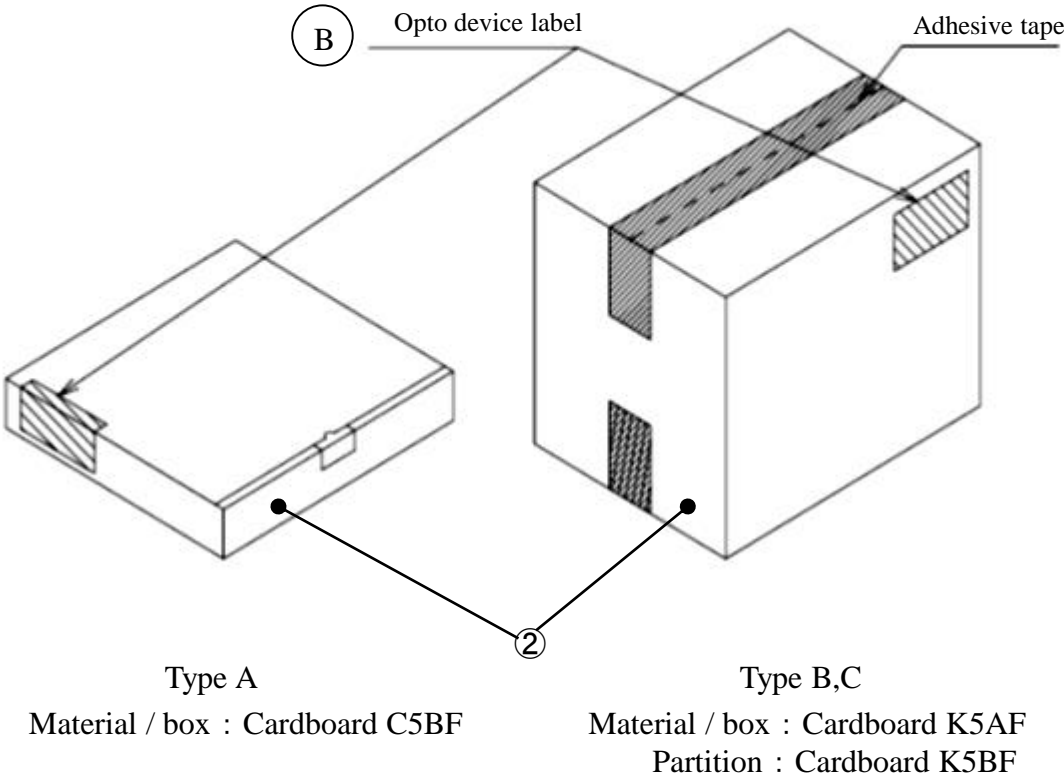 B
Opto device label
Adhesive tape
②
Type A
Material / box : Cardboard C5BF
Type B,C
Material / box : Cardboard K5AF
Partition : Cardboard K5BF